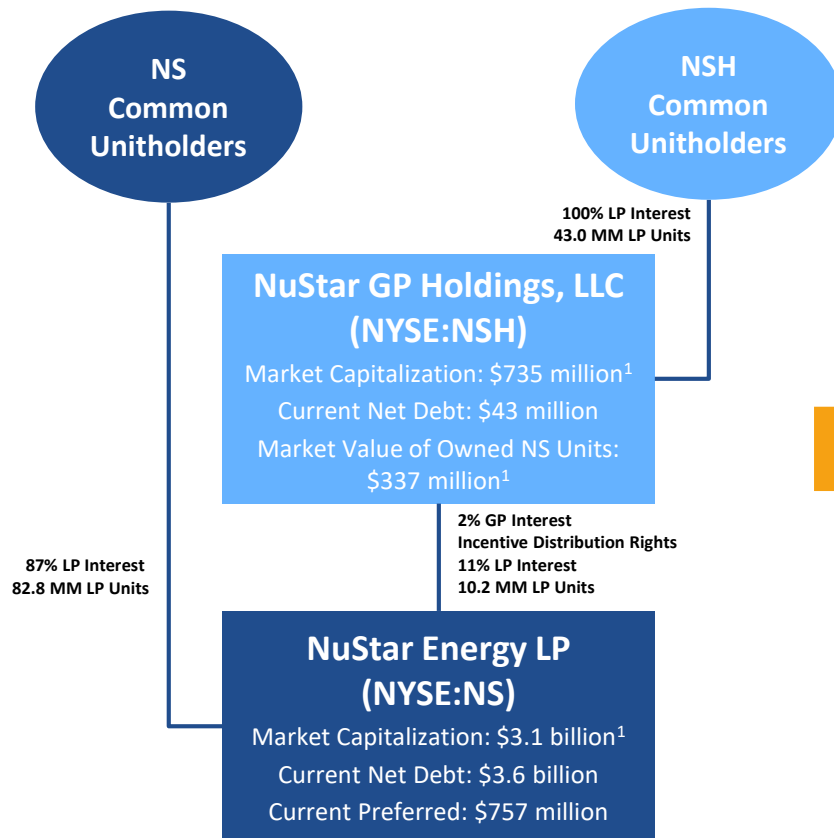 NS
Common
Unitholders
NSH
Common
Unitholders
100% LP Interest
43.0 MM LP Units
NuStar GP Holdings, LLC
(NYSE:NSH)
Market Capitalization: $735 million¹
Current Net Debt: $43 million
Market Value of Owned NS Units:
$337 million¹
2% GP Interest
Incentive Distribution Rights
11% LP Interest
10.2 MM LP Units
87% LP Interest
82.8 MM LP Units
NuStar Energy LP
(NYSE:NS)
Market Capitalization: $3.1 billion¹
Current Net Debt: $3.6 billion
Current Preferred: $757 million